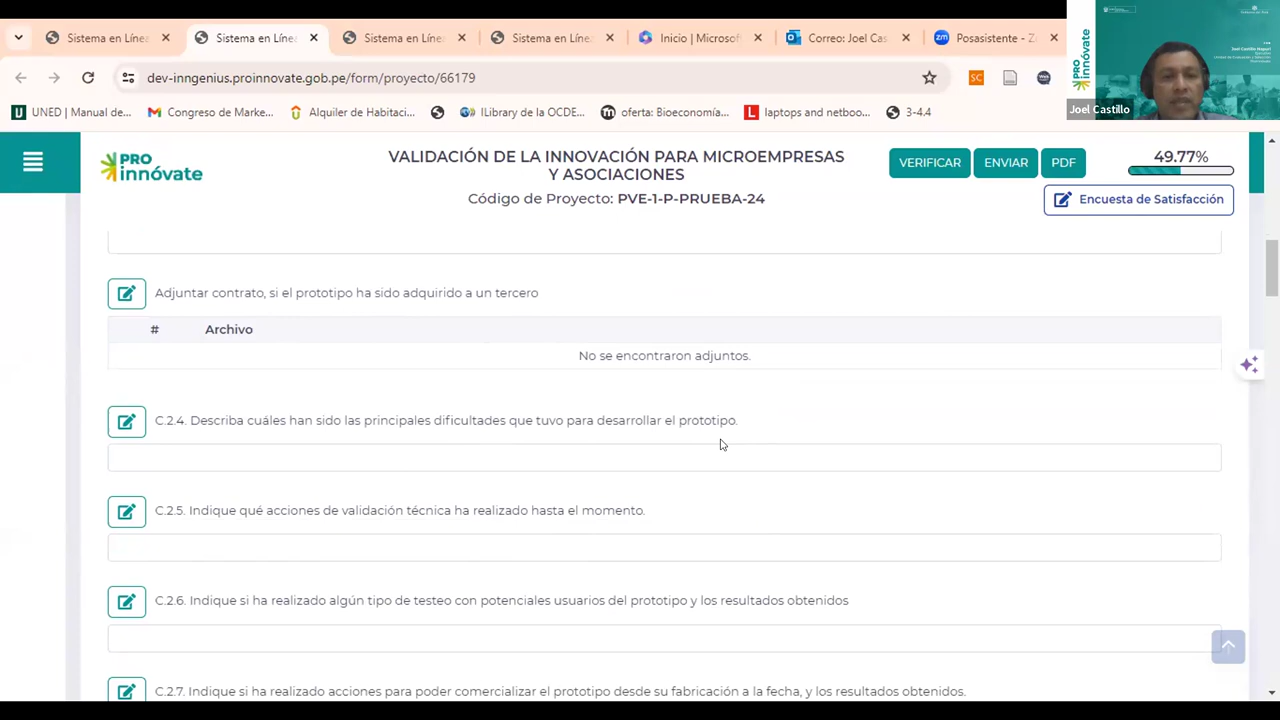 Sistema en Líne
Sistema en Líne
Sistema en Líne
Sistema en Líne
Inicio | Microsof
Correo: Joel Cas
Posasistente - Z
dev-inngenius.proinnovate.gob.pe/form/proyecto/66179
SC
UNED | Manual de...
Congreso de Marke...
Alquiler de Habitaci...
ILibrary de la OCDE...
oferta: Bioeconomía...
laptops and netboo...
3-4.4
PRO
innóvate
Joel Castillo
PRO
innóvate
VALIDACIÓN DE LA INNOVACIÓN PARA MICROEMPRESAS
Y ASOCIACIONES
Código de Proyecto: PVE-1-P-PRUEBA-24
VERIFICAR
ENVIAR
PDF
49.77%
Encuesta de Satisfacción
Adjuntar contrato, si el prototipo ha sido adquirido a un tercero
# Archivo
No se encontraron adjuntos.
C.2.4. Describa cuáles han sido las principales dificultades que tuvo para desarrollar el prototipo.
C.2.5. Indique qué acciones de validación técnica ha realizado hasta el momento.
C.2.6. Indique si ha realizado algún tipo de testeo con potenciales usuarios del prototipo y los resultados obtenidos
C.2.7. Indique si ha realizado acciones para poder comercializar el prototipo desde su fabricación a la fecha, y los resultados obtenidos.